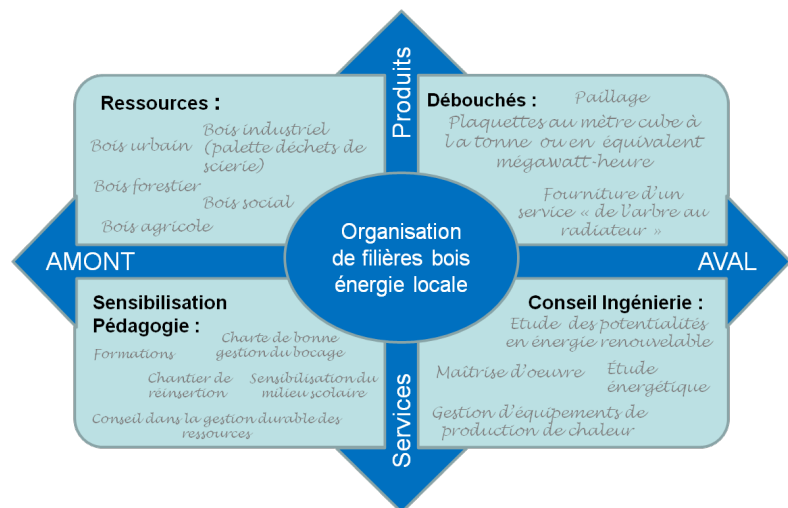 Produits
Ressources :
Bois urbain
Bois industriel
(palette déchets de
scierie)
Bois forestier
Bois social
Bois agricole
Débouchés :
Paillage
Plaquettes au mètre cube à
la tonne ou en équivalent
mégawatt-heure
Fourniture d'un
service « de l'arbre au
radiateur »
AMONT
Organisation
de filières bois
énergie locale
AVAL
Sensibilisation
Pédagogie :
Formations
Charte de bonne
gestion du bocage
Chantier de
réinsertion
Sensibilisation du
milieu scolaire
Conseil dans la gestion durable des
ressources
Conseil Ingénierie :
Etude des potentialités
en énergie renouvelable
Maîtrise d'oeuvre
Étude
énergétique
Gestion d'équipements de
production de chaleur
Services